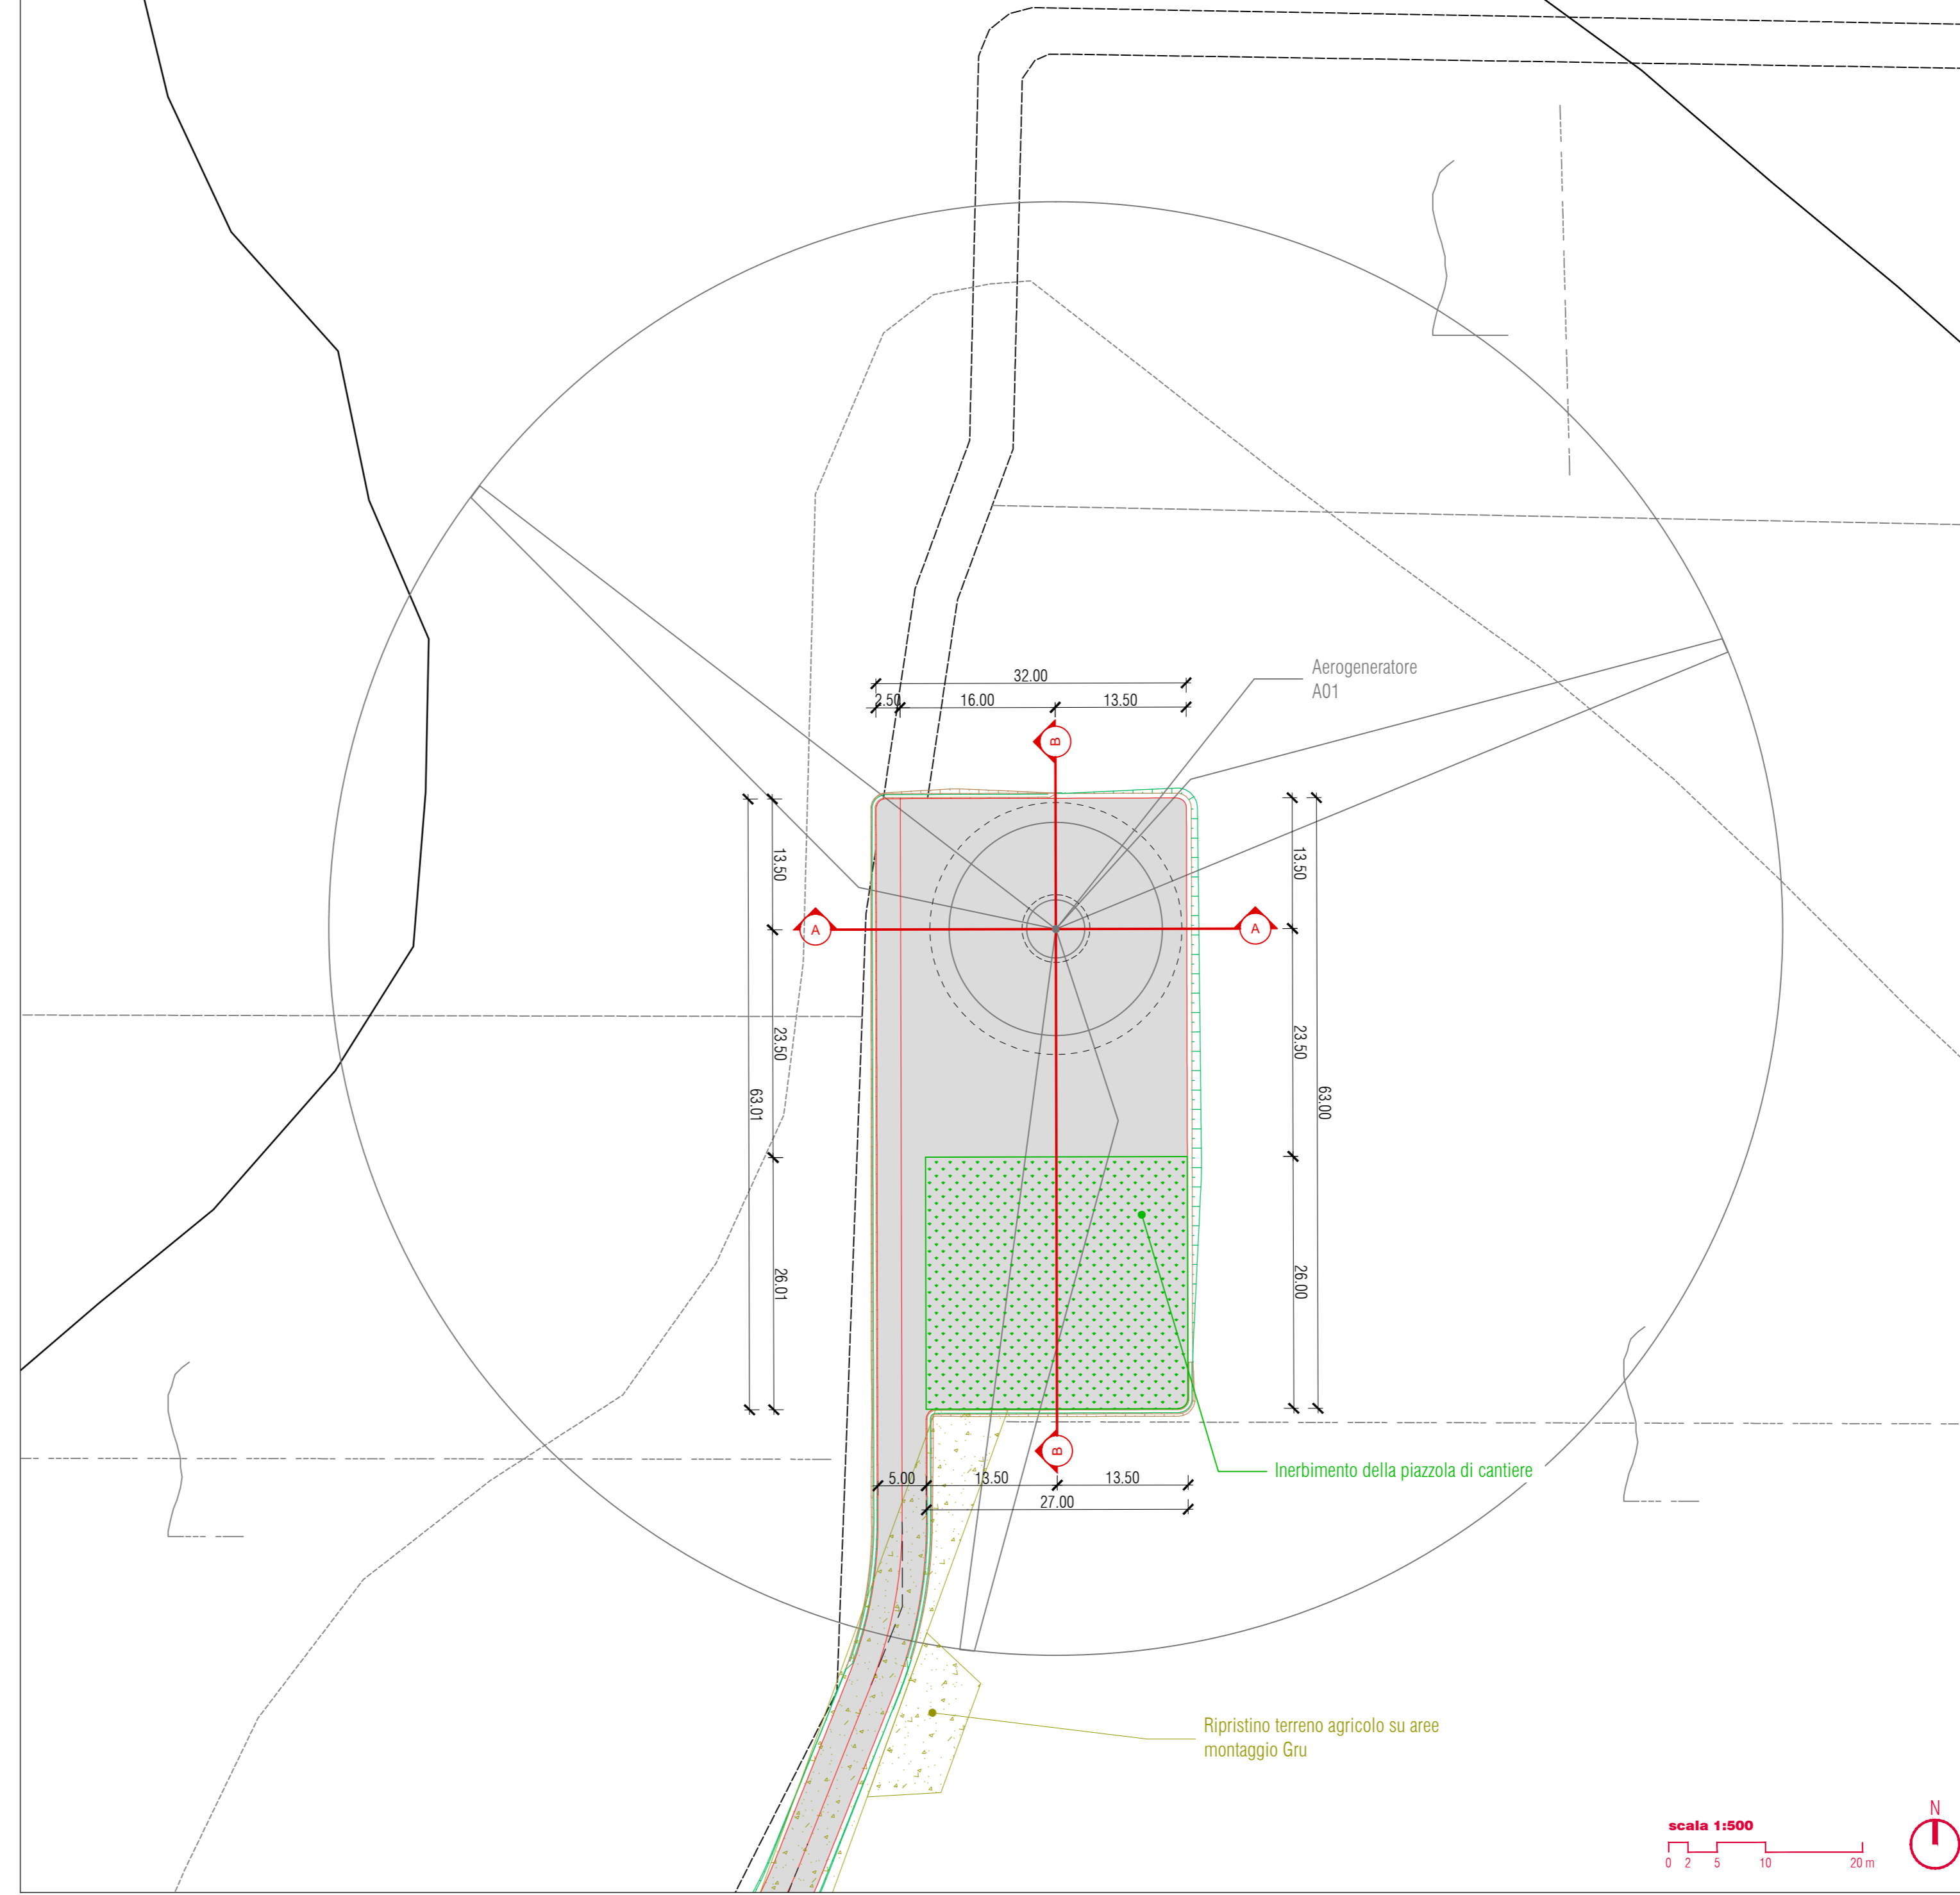 32.00
2.50
16.00
13.50
Aerogeneratore
A01
B
13.50
13.50
A
A
23.50
23.50
63.01
63.00
26.01
26.00
B
5.00
13.50
13.50
27.00
Inerbimento della piazzola di cantiere
Ripristino terreno agricolo su aree
montaggio Gru
scala 1:500
0 2 5 10 20 m
N